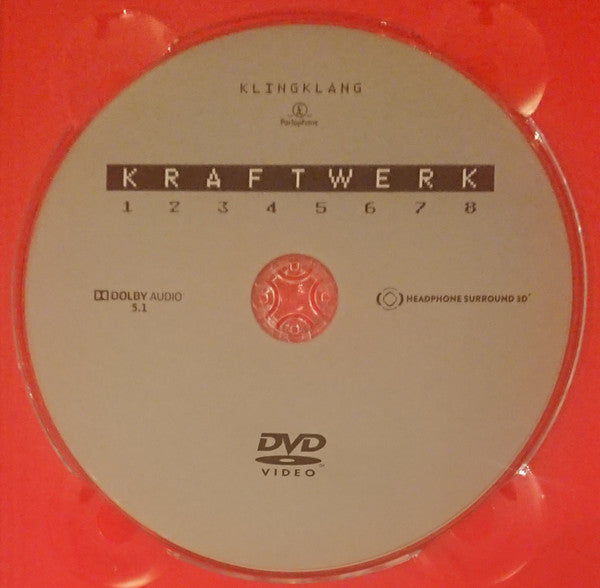 KLINGKLANG
Parlophone
KRAFTWERK
1 2 3 4 5 6 7 8
DOLBY AUDIO
5.1
HEADPHONE SURROUND 3D
DVD
VIDEO